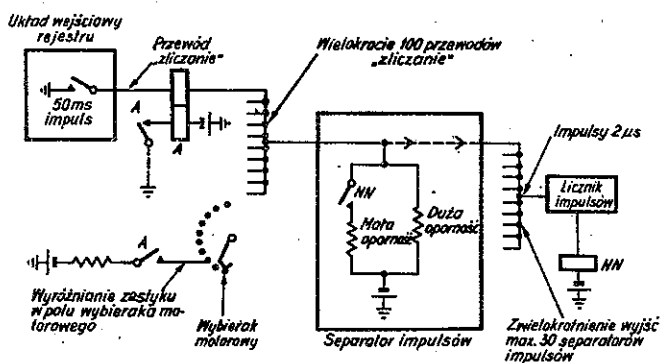 Układ wejściowy
rejestru
Przewód
„zliczanie"
50ms
impuls
A
A
Wielokrocie 100 przewodów
„zliczanie"
NN
Mała
oporność
Duża
oporność
Impulsy 2 µs
Licznik
impulsów
NN
A
Wyróżnianie zestyku
w polu wybieraka mo-
torowego
Wybierak
motorowy
Separator impulsów
Zwielokrotnienie wyjść
max. 30 separatorów
impulsów